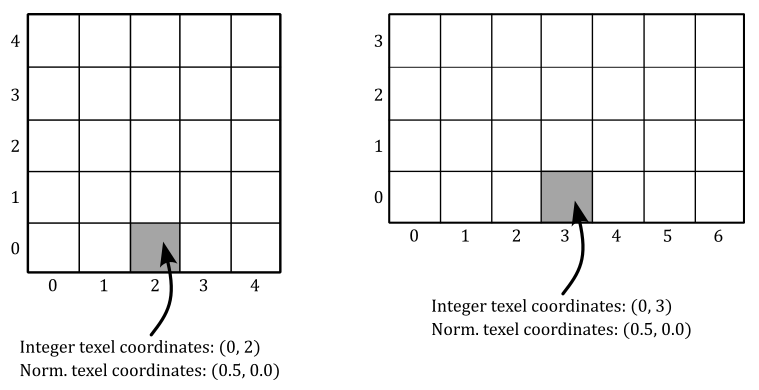 4
3
2
1
0
0 1 2 3 4
Integer texel coordinates: (0, 2)
Norm. texel coordinates: (0.5, 0.0)
3
2
1
0
0 1 2 3 4 5 6
Integer texel coordinates: (0, 3)
Norm. texel coordinates: (0.5, 0.0)